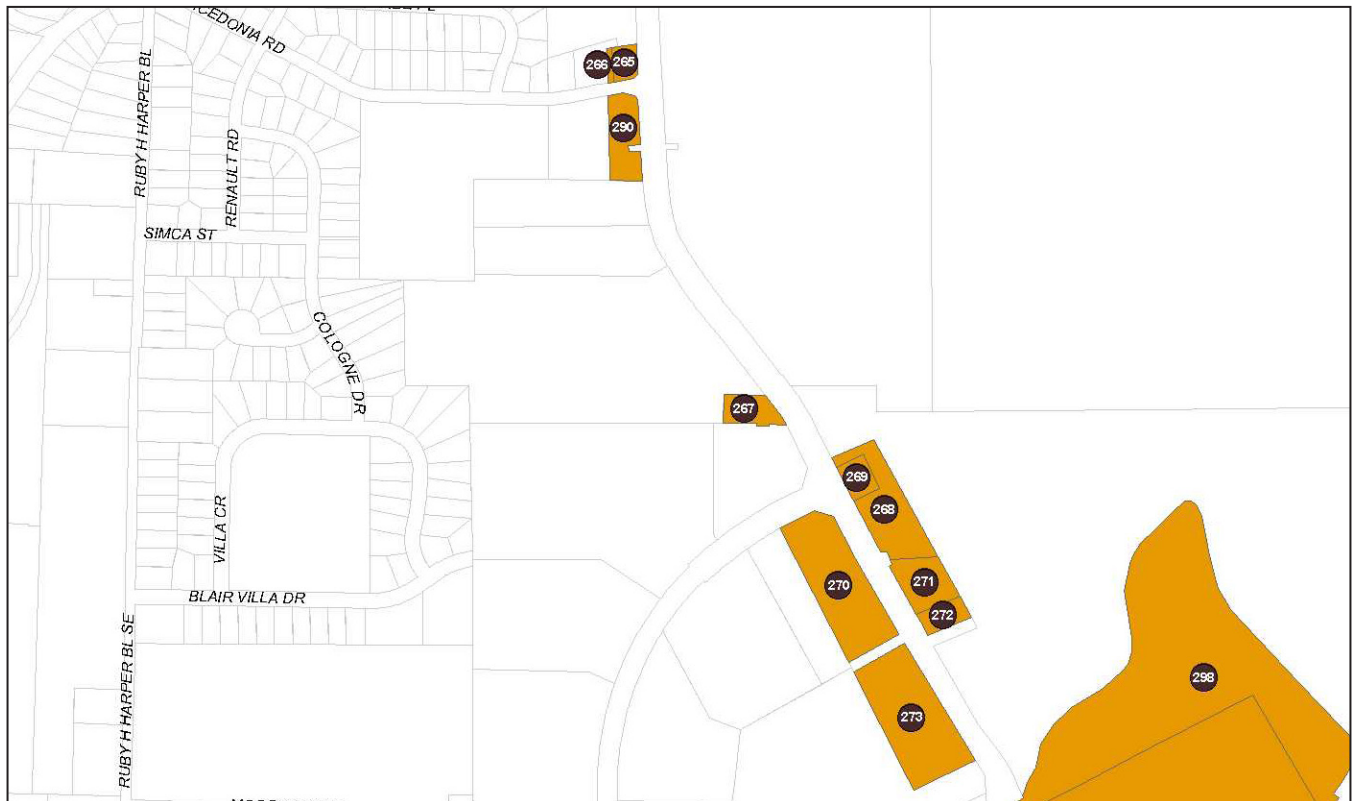 CEDONIA RD
RUBY H HARPER BL
RENAULT RD
SIMCA ST
COLOGNE DR
VILLA CR
BLAIR VILLA DR
RUBY H HARPER BL SE
266
265
290
267
269
268
270
271
272
298
273